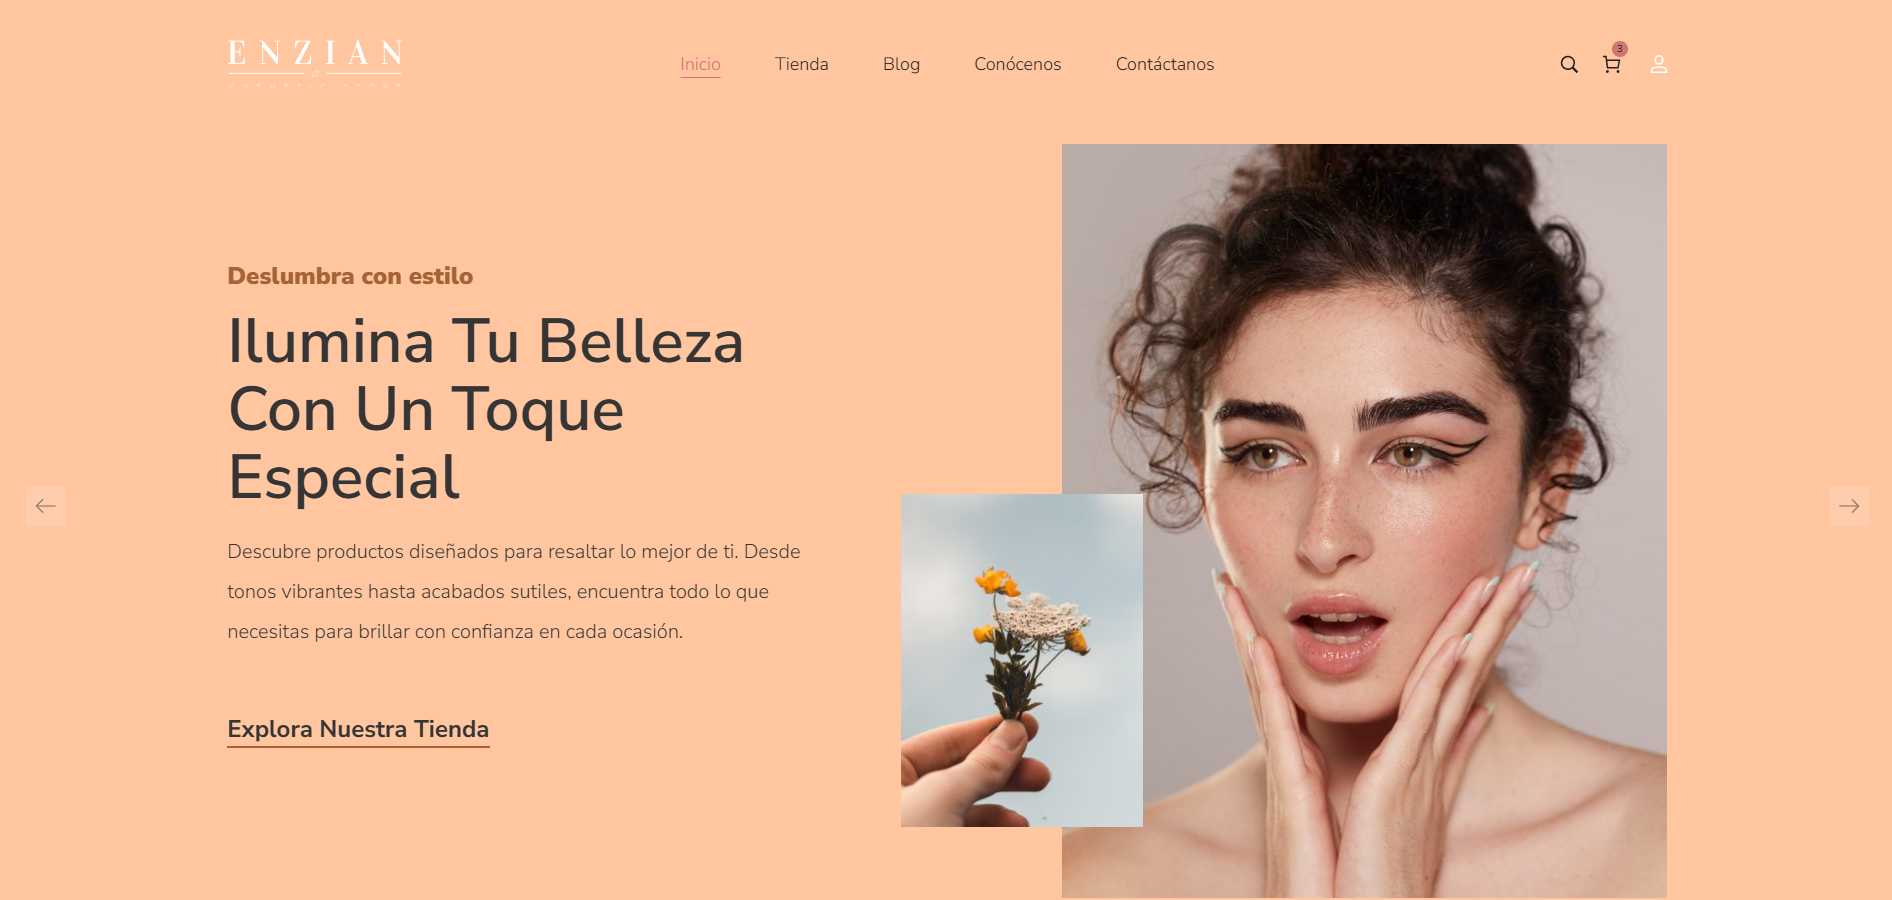 ENZIAN
COSMETIC STORE
Inicio
Tienda
Blog
Conócenos
Contáctanos
3
Deslumbra con estilo
Ilumina Tu Belleza
Con Un Toque
Especial
Descubre productos diseñados para resaltar lo mejor de ti. Desde
tonos vibrantes hasta acabados sutiles, encuentra todo lo que
necesitas para brillar con confianza en cada ocasión.
Explora Nuestra Tienda